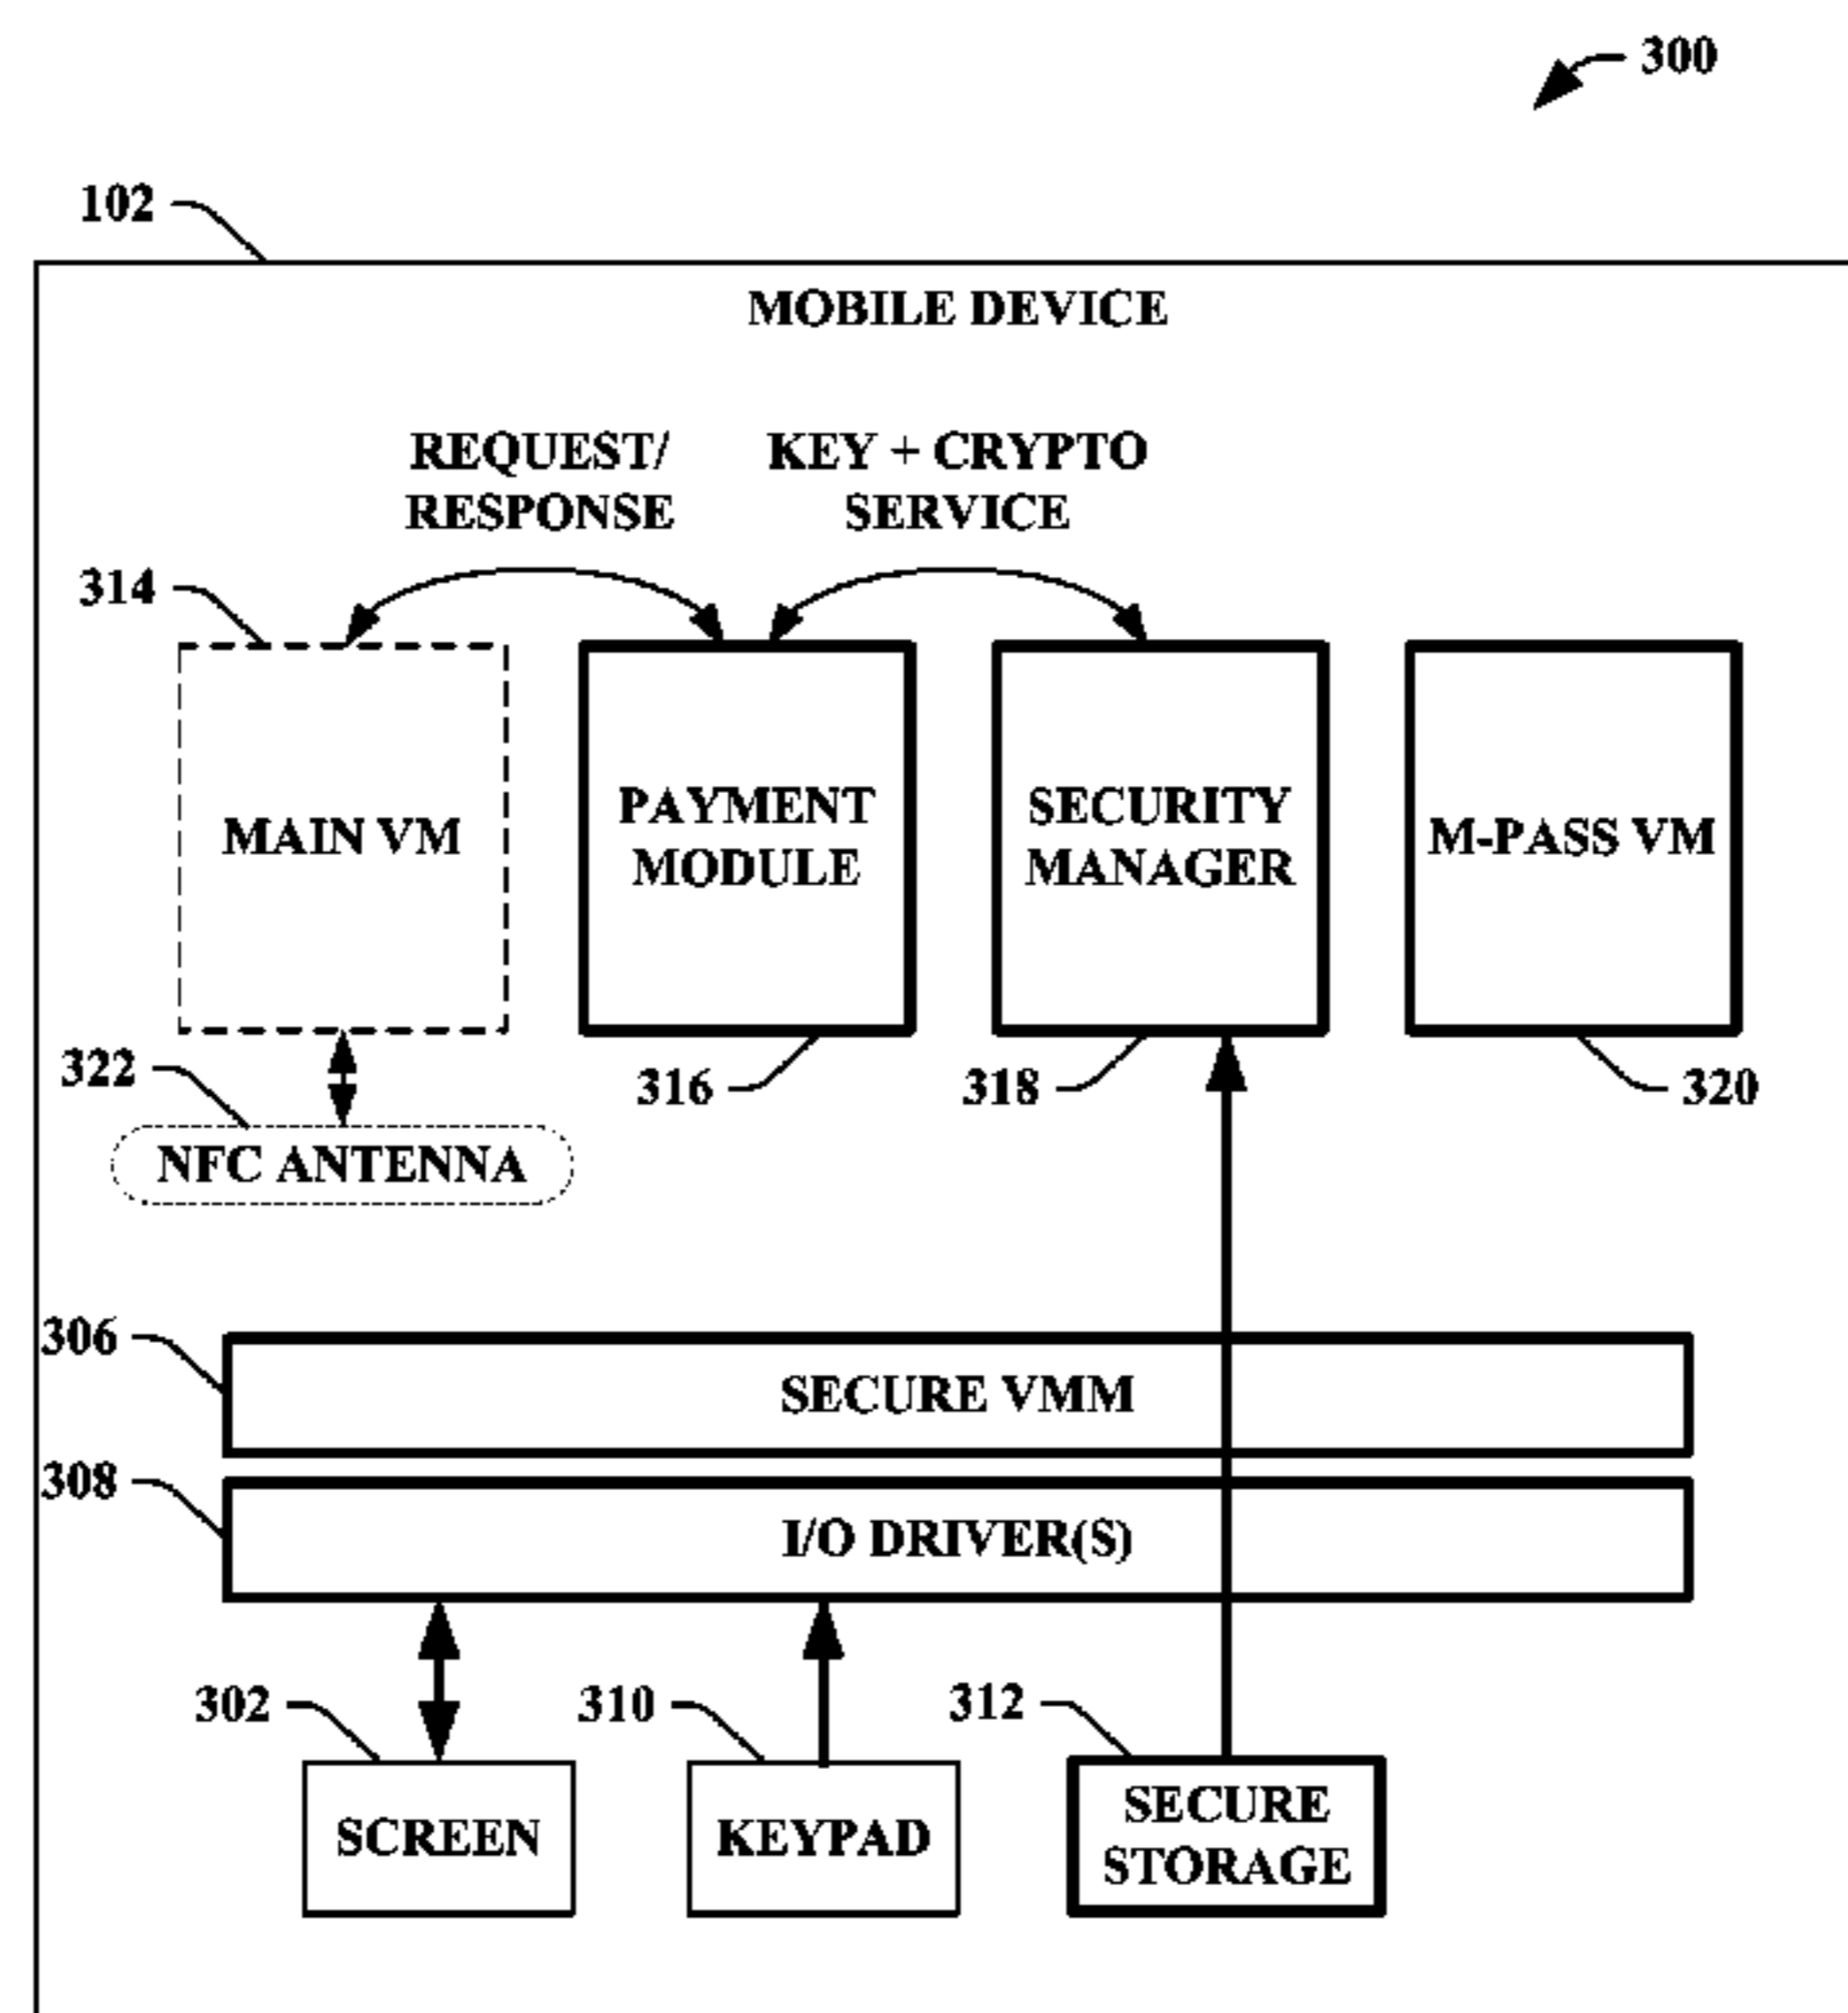 300
102
MOBILE DEVICE
REQUEST/
RESPONSE
KEY + CRYPTO
SERVICE
314
MAIN VM
PAYMENT
MODULE
SECURITY
MANAGER
M-PASS VM
322
316
318
320
NFC ANTENNA
306
SECURE VMM
308
I/O DRIVER(S)
302
310
312
SCREEN
KEYPAD
SECURE
STORAGE